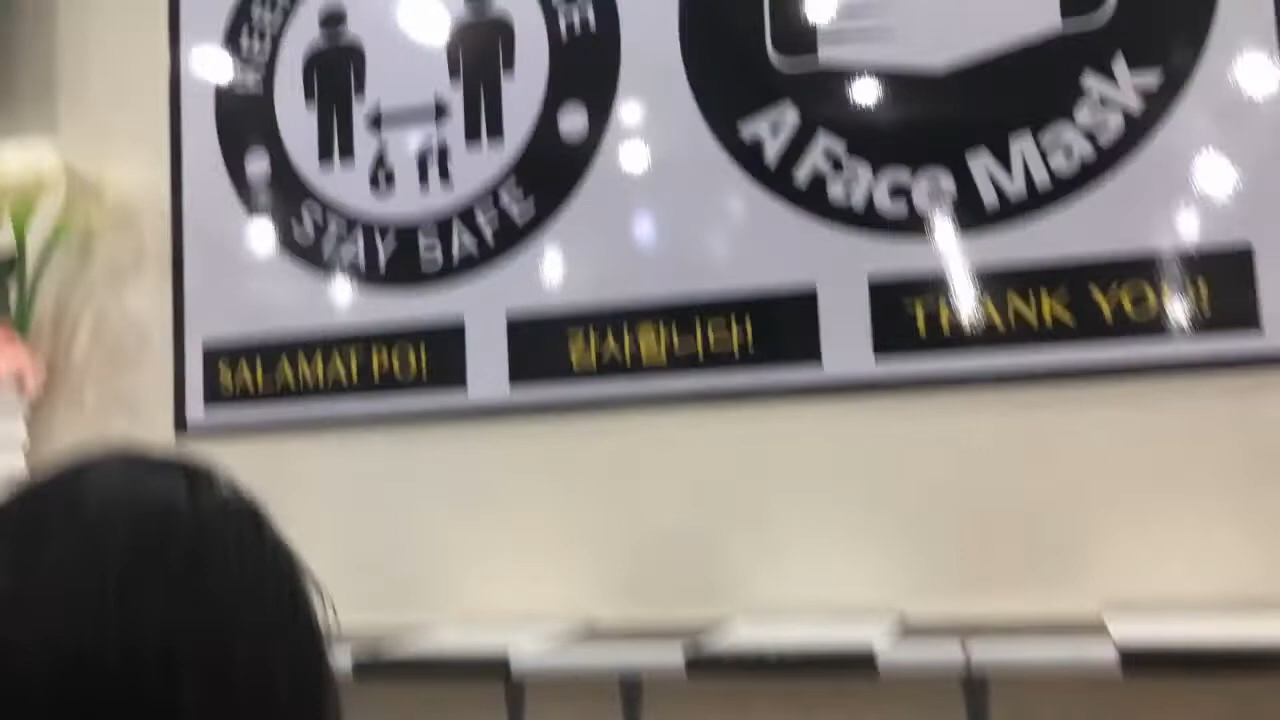 STAY SAFE
A Face Mask
SALAMAT PO!
감사합니다!
THANK YOU!